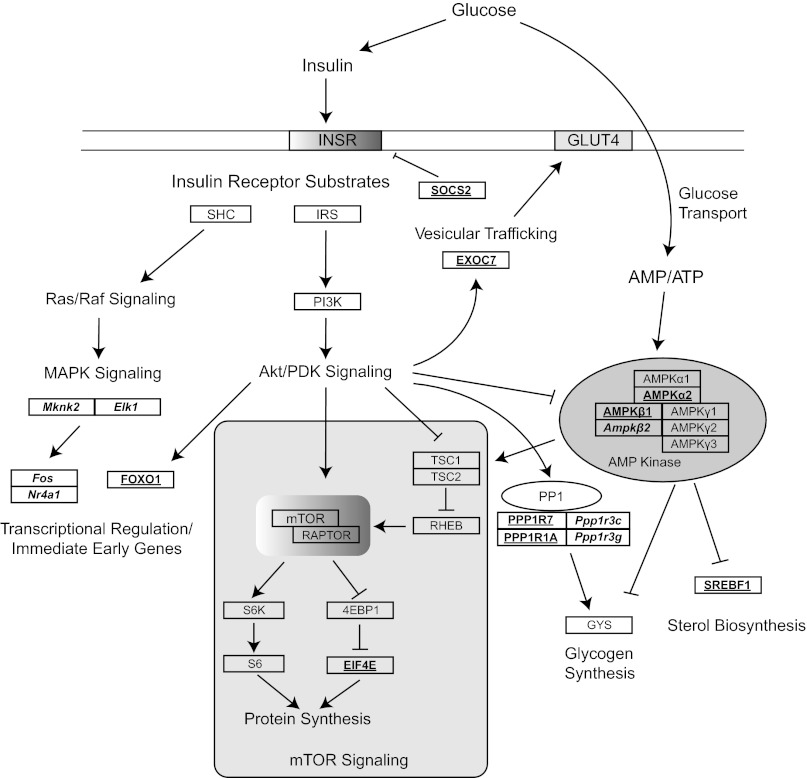 Glucose
Insulin
INSR
GLUT4
Insulin Receptor Substrates
SOCS2
Glucose
Transport
SHC
IRS
Vesicular Trafficking
EXOC7
AMP/ATP
Ras/Raf Signaling
PI3K
MAPK Signaling
Akt/PDK Signaling
Mknk2
Elk1
AMPKα1
AMPKα2
AMPKβ1
AMPKγ1
Ampkβ2
AMPKγ2
AMPKγ3
AMP Kinase
Fos
Nr4a1
FOXO1
TSC1
TSC2
PP1
mTOR
RAPTOR
RHEB
PPP1R7
Ppp1r3c
PPP1R1A
Ppp1r3g
Transcriptional Regulation/
Immediate Early Genes
SREBF1
S6K
4EBP1
GYS
Sterol Biosynthesis
S6
EIF4E
Glycogen
Synthesis
Protein Synthesis
mTOR Signaling